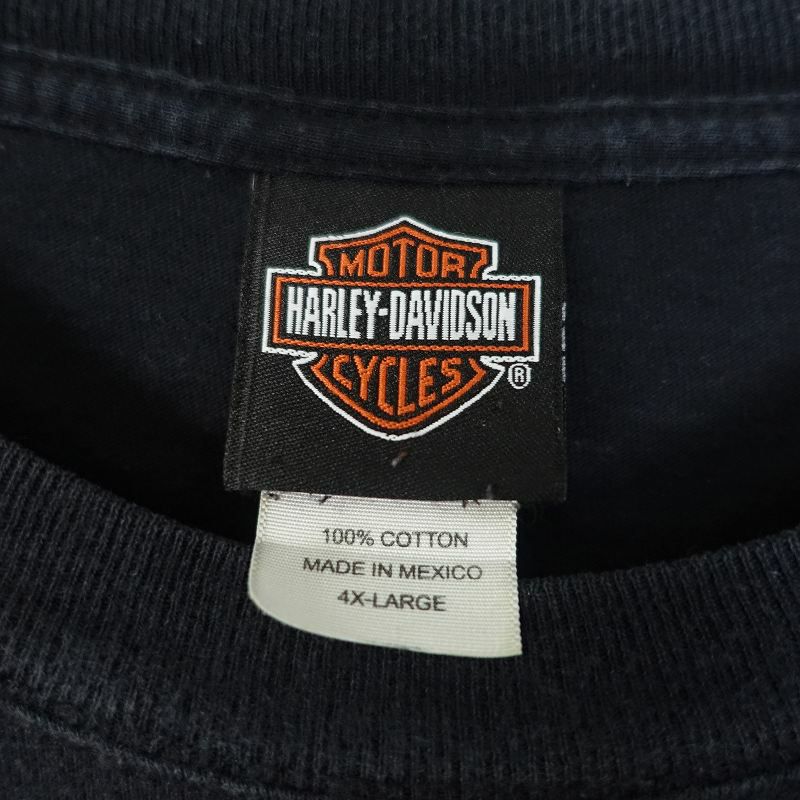 MOTOR
HARLEY-DAVIDSON
CYCLES
®
100% COTTON
MADE IN MEXICO
4X-LARGE